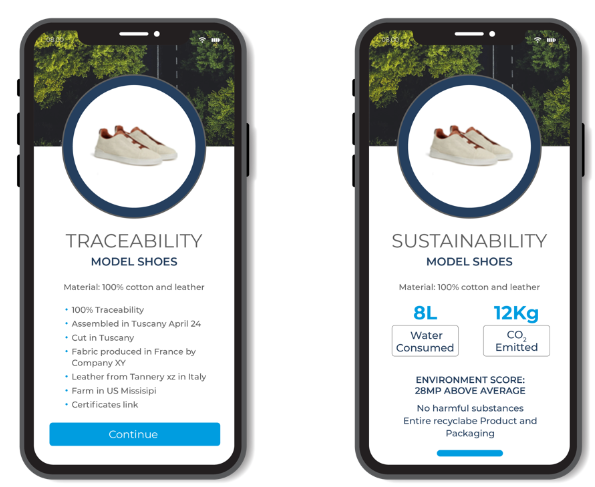 TRACEABILITY
MODEL SHOES
Material: 100% cotton and leather
• 100% Traceability
• Assembled in Tuscany April 24
• Cut in Tuscany
• Fabric produced in France by
Company XY
• Leather from Tannery xz in Italy
• Farm in US Missisipi
• Certificates link
Continue
SUSTAINABILITY
MODEL SHOES
Material: 100% cotton and leather
8L
Water
Consumed
12Kg
CO2
Emitted
ENVIRONMENT SCORE:
28MP ABOVE AVERAGE
No harmful substances
Entire recyclabe Product and
Packaging